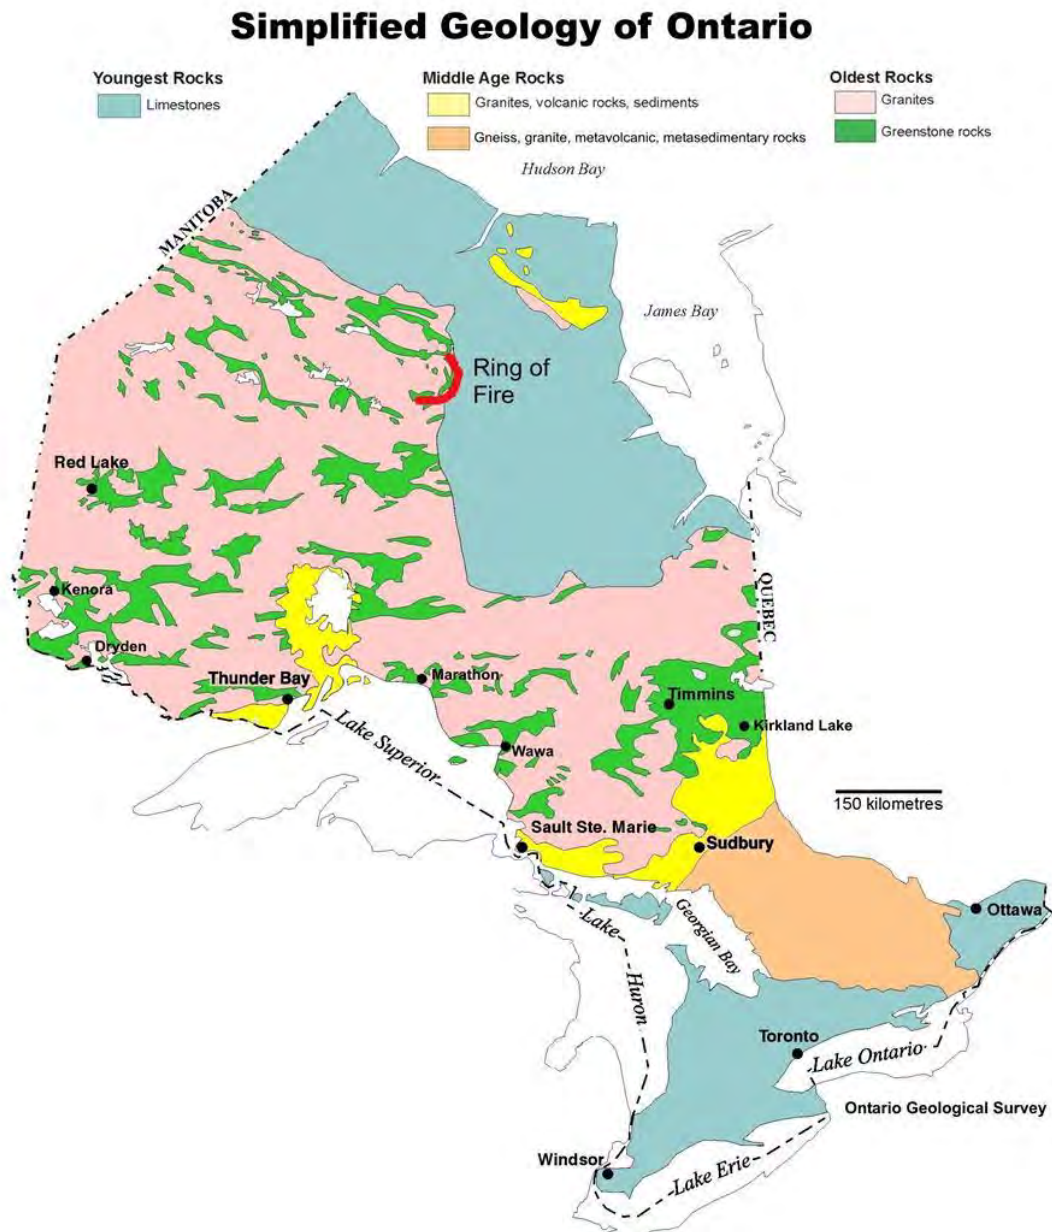 Simplified Geology of Ontario
Youngest Rocks
Limestones
Middle Age Rocks
Granites, volcanic rocks, sediments
Gneiss, granite, metavolcanic, metasedimentary rocks
Oldest Rocks
Granites
Greenstone rocks
Hudson Bay
MANITOBA
James Bay
Ring of
Fire
Red Lake
Kenora
QUEBEC
Dryden
Thunder Bay
Marathon
Timmins
Kirkland Lake
Lake Superior
Wawa
150 kilometres
Sault Ste. Marie
Sudbury
Georgian Bay
Ottawa
Lake
Huron
Toronto
Lake Ontario
Ontario Geological Survey
Windsor
Lake Erie